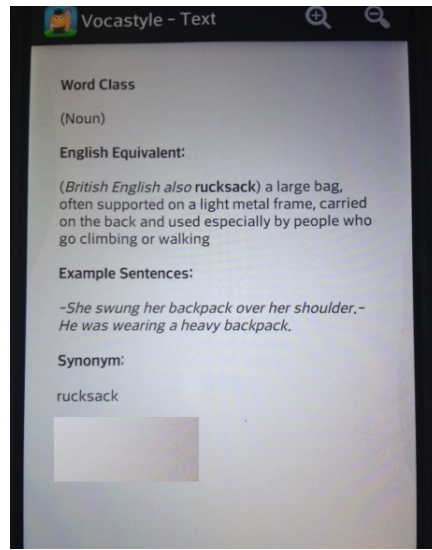 Vocastyle - Text
Word Class
(Noun)
English Equivalent:
(British English also rucksack) a large bag,
often supported on a light metal frame, carried
on the back and used especially by people who
go climbing or walking
Example Sentences:
-She swung her backpack over her shoulder.-
He was wearing a heavy backpack.
Synonym:
rucksack